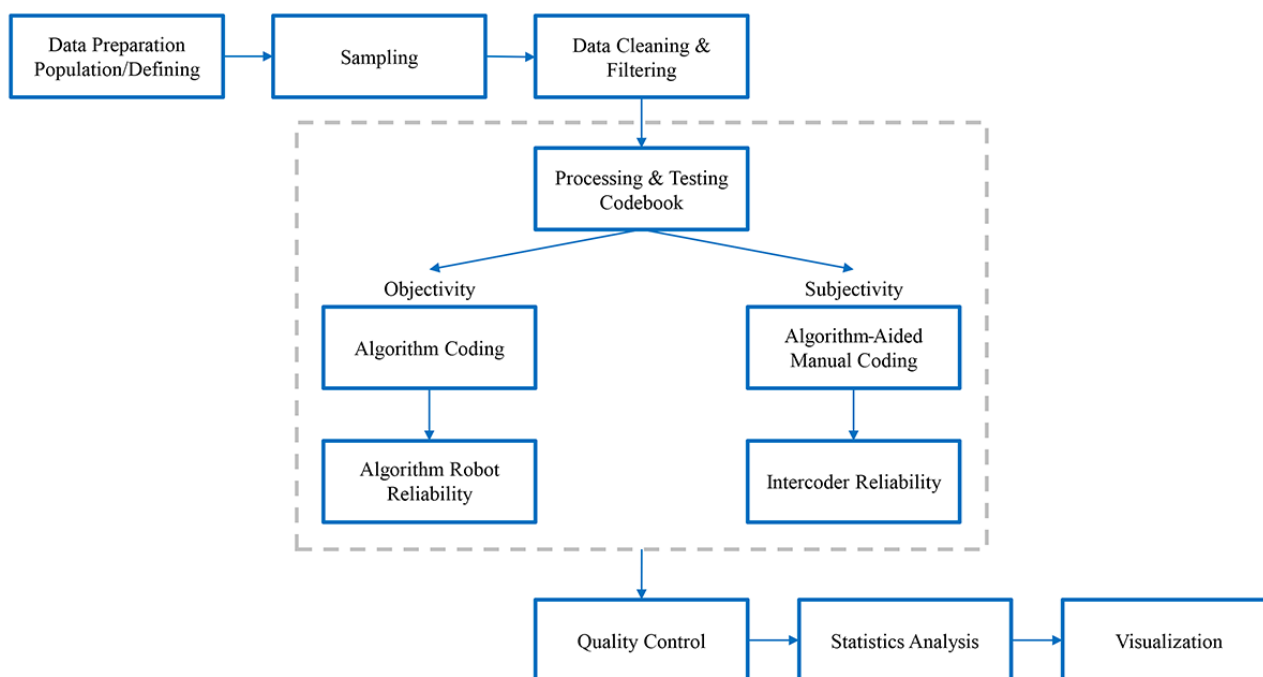 Data Preparation
Population/Defining
Sampling
Data Cleaning &
Filtering
Processing & Testing
Codebook
Objectivity
Subjectivity
Algorithm Coding
Algorithm-Aided
Manual Coding
Algorithm Robot
Reliability
Intercoder Reliability
Quality Control
Statistics Analysis
Visualization